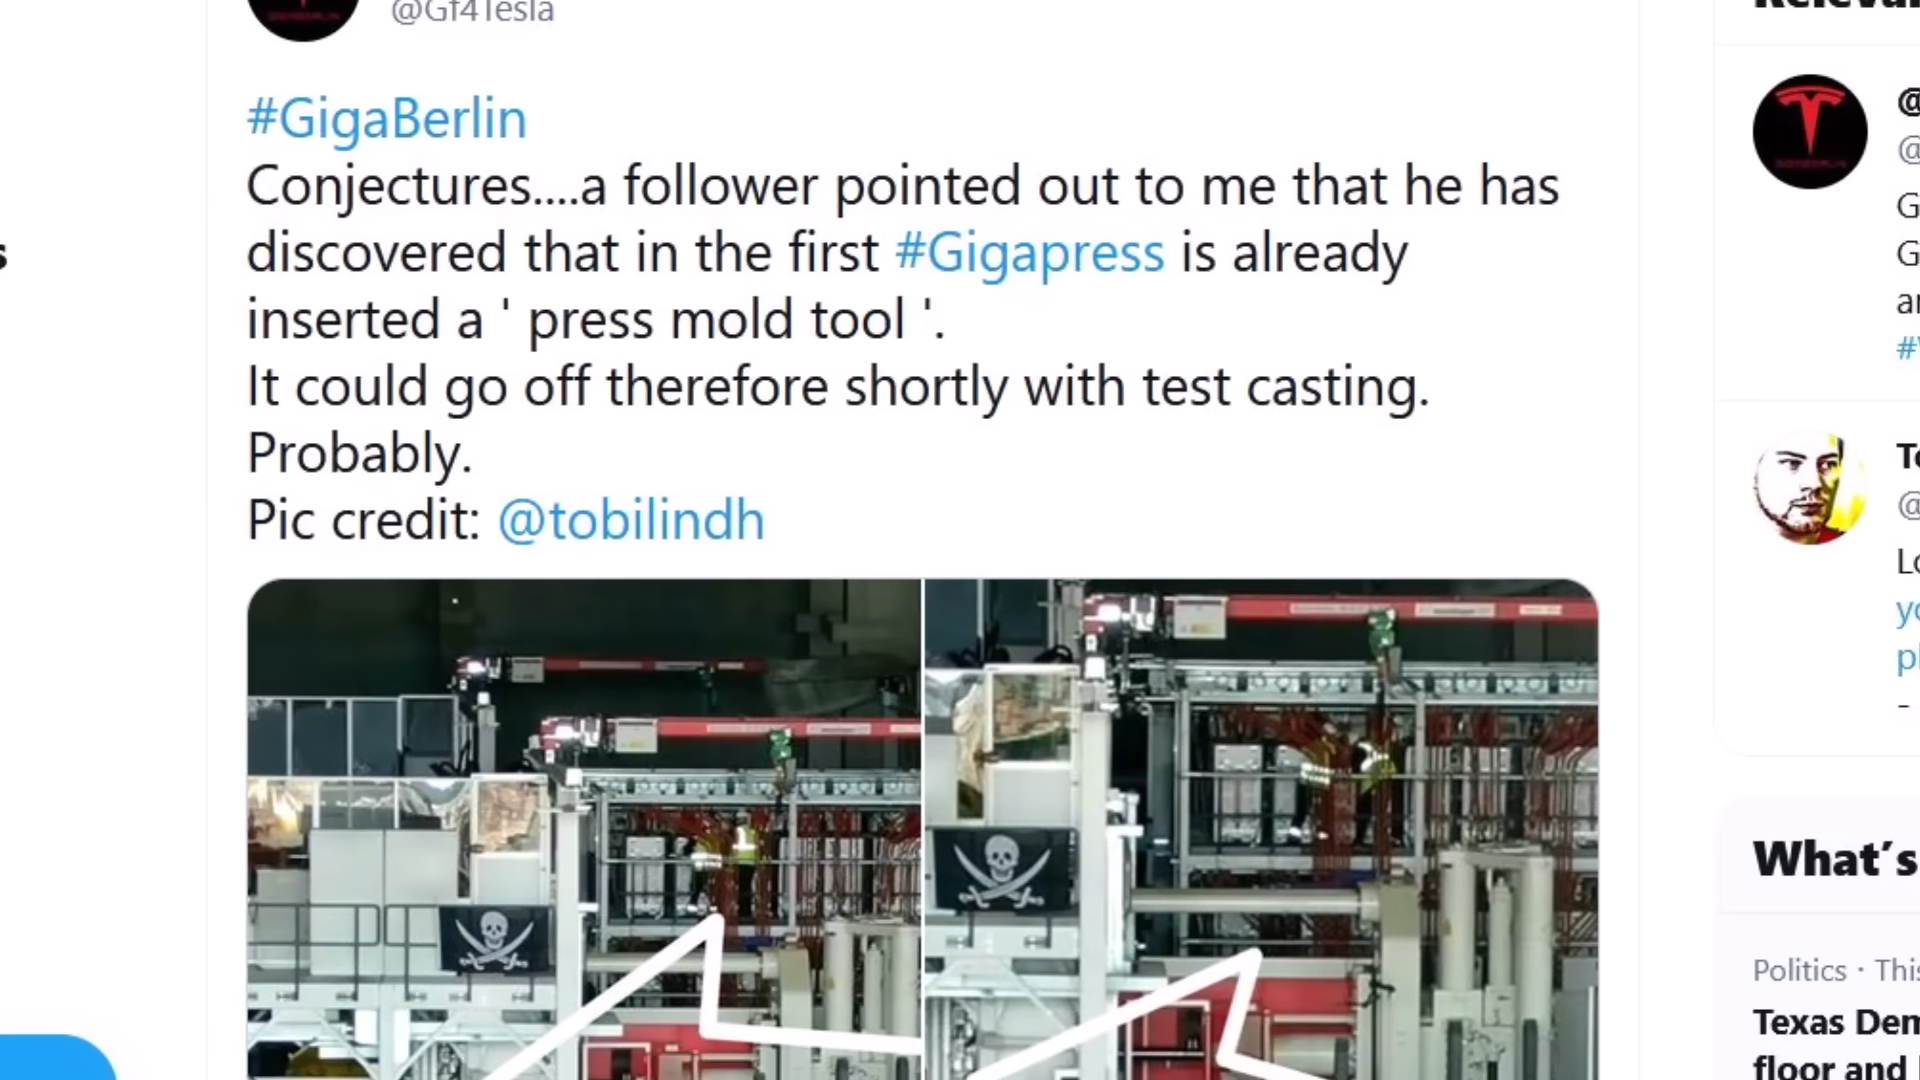 @Gf4Tesla
#GigaBerlin
Conjectures....a follower pointed out to me that he has
discovered that in the first #Gigapress is already
inserted a ' press mold tool '.
It could go off therefore shortly with test casting.
Probably.
Pic credit: @tobilindh
What's
Politics · This
Texas Dem
floor and